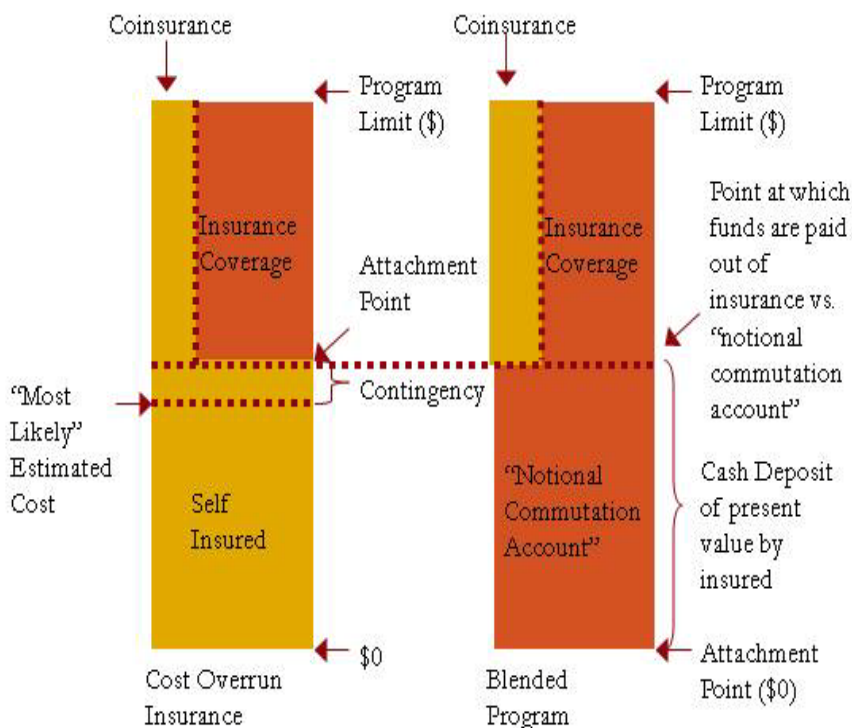 Coinsurance
Coinsurance
Program
Limit ($)
Program
Limit ($)
Insurance
Coverage
Attachment
Point
Insurance
Coverage
Point at which
funds are paid
out of
insurance vs.
“notional
commutation
account”
“Most
Likely”
Estimated
Cost
Contingency
Self
Insured
“Notional
Commutation
Account”
Cash Deposit
of present
value by
insured
$0
Attachment
Point ($0)
Cost Overrun
Insurance
Blended
Program